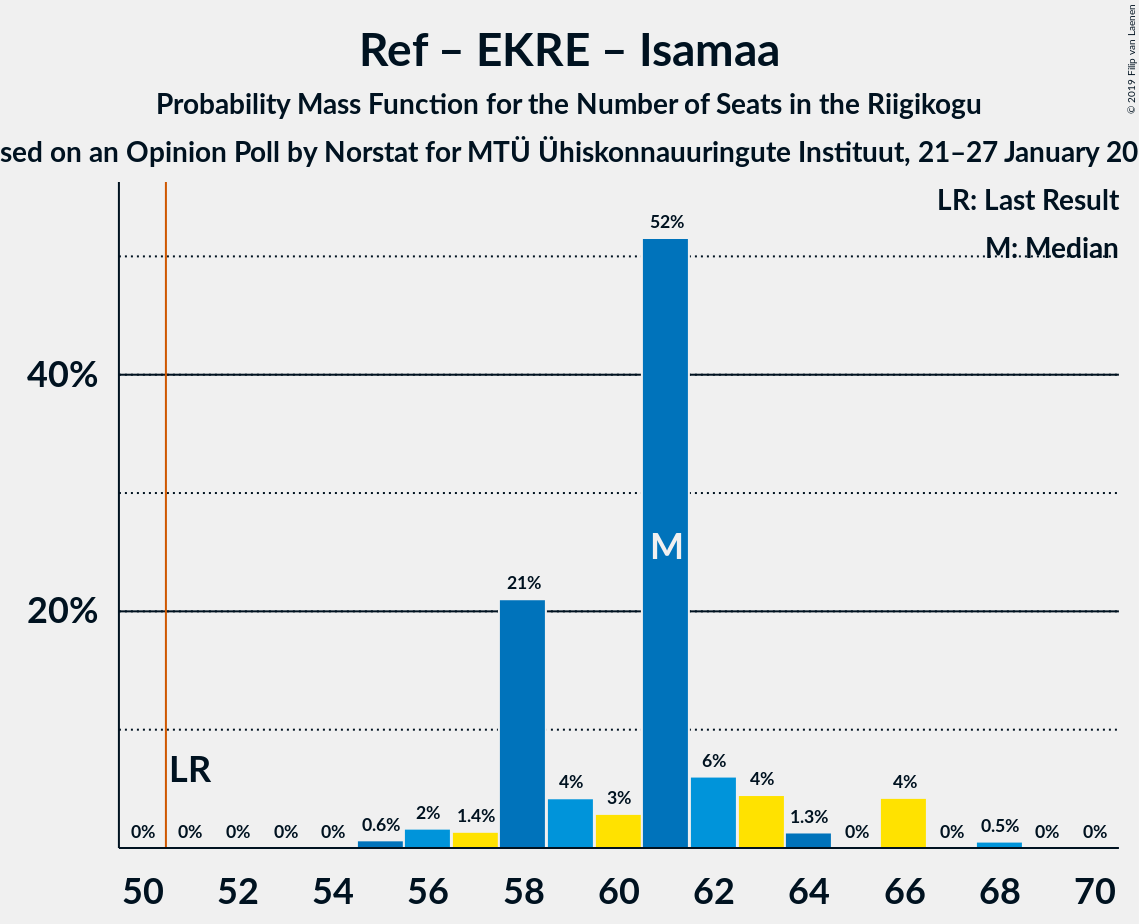 Ref – EKRE – Isamaa
Probability Mass Function for the Number of Seats in the Riigikogu
sed on an Opinion Poll by Norstat for MTÜ Ühiskonnauuringute Instituut, 21–27 January 20
© 2019 Filip van Laenen
LR: Last Result
M: Median
40%
20%
LR
M
0% 0% 0% 0% 0% 0.6% 2% 1.4% 21% 4% 3% 52% 6% 4% 1.3% 0% 4% 0% 0.5% 0% 0%
50 52 54 56 58 60 62 64 66 68 70